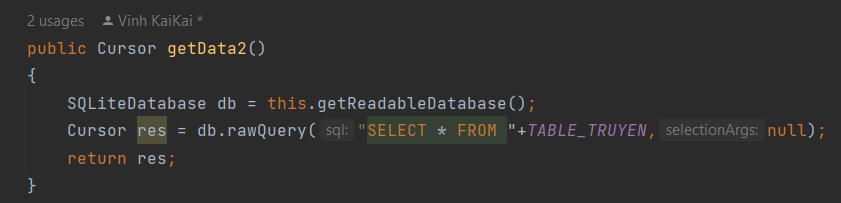 2 usages Vinh KaiKai *
public Cursor getData2()
{
SQLiteDatabase db = this.getReadableDatabase();
Cursor res = db.rawQuery( sql: "SELECT * FROM "+TABLE_TRUYEN, selectionArgs: null);
return res;
}